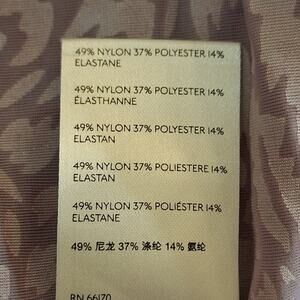 49% NYLON 37% POLYESTER 14%
ELASTANE
49% NYLON 37% POLYESTER 14%
ÉLASTHANNE
49% NYLON 37% POLYESTER 14%
ELASTAN
49% NYLON 37% POLIESTERE 14%
ELASTAN
49% NYLON 37% POLIÉSTER 14%
ELASTANE
49% 尼龙 37% 涤纶 14% 氨纶
RN 66170